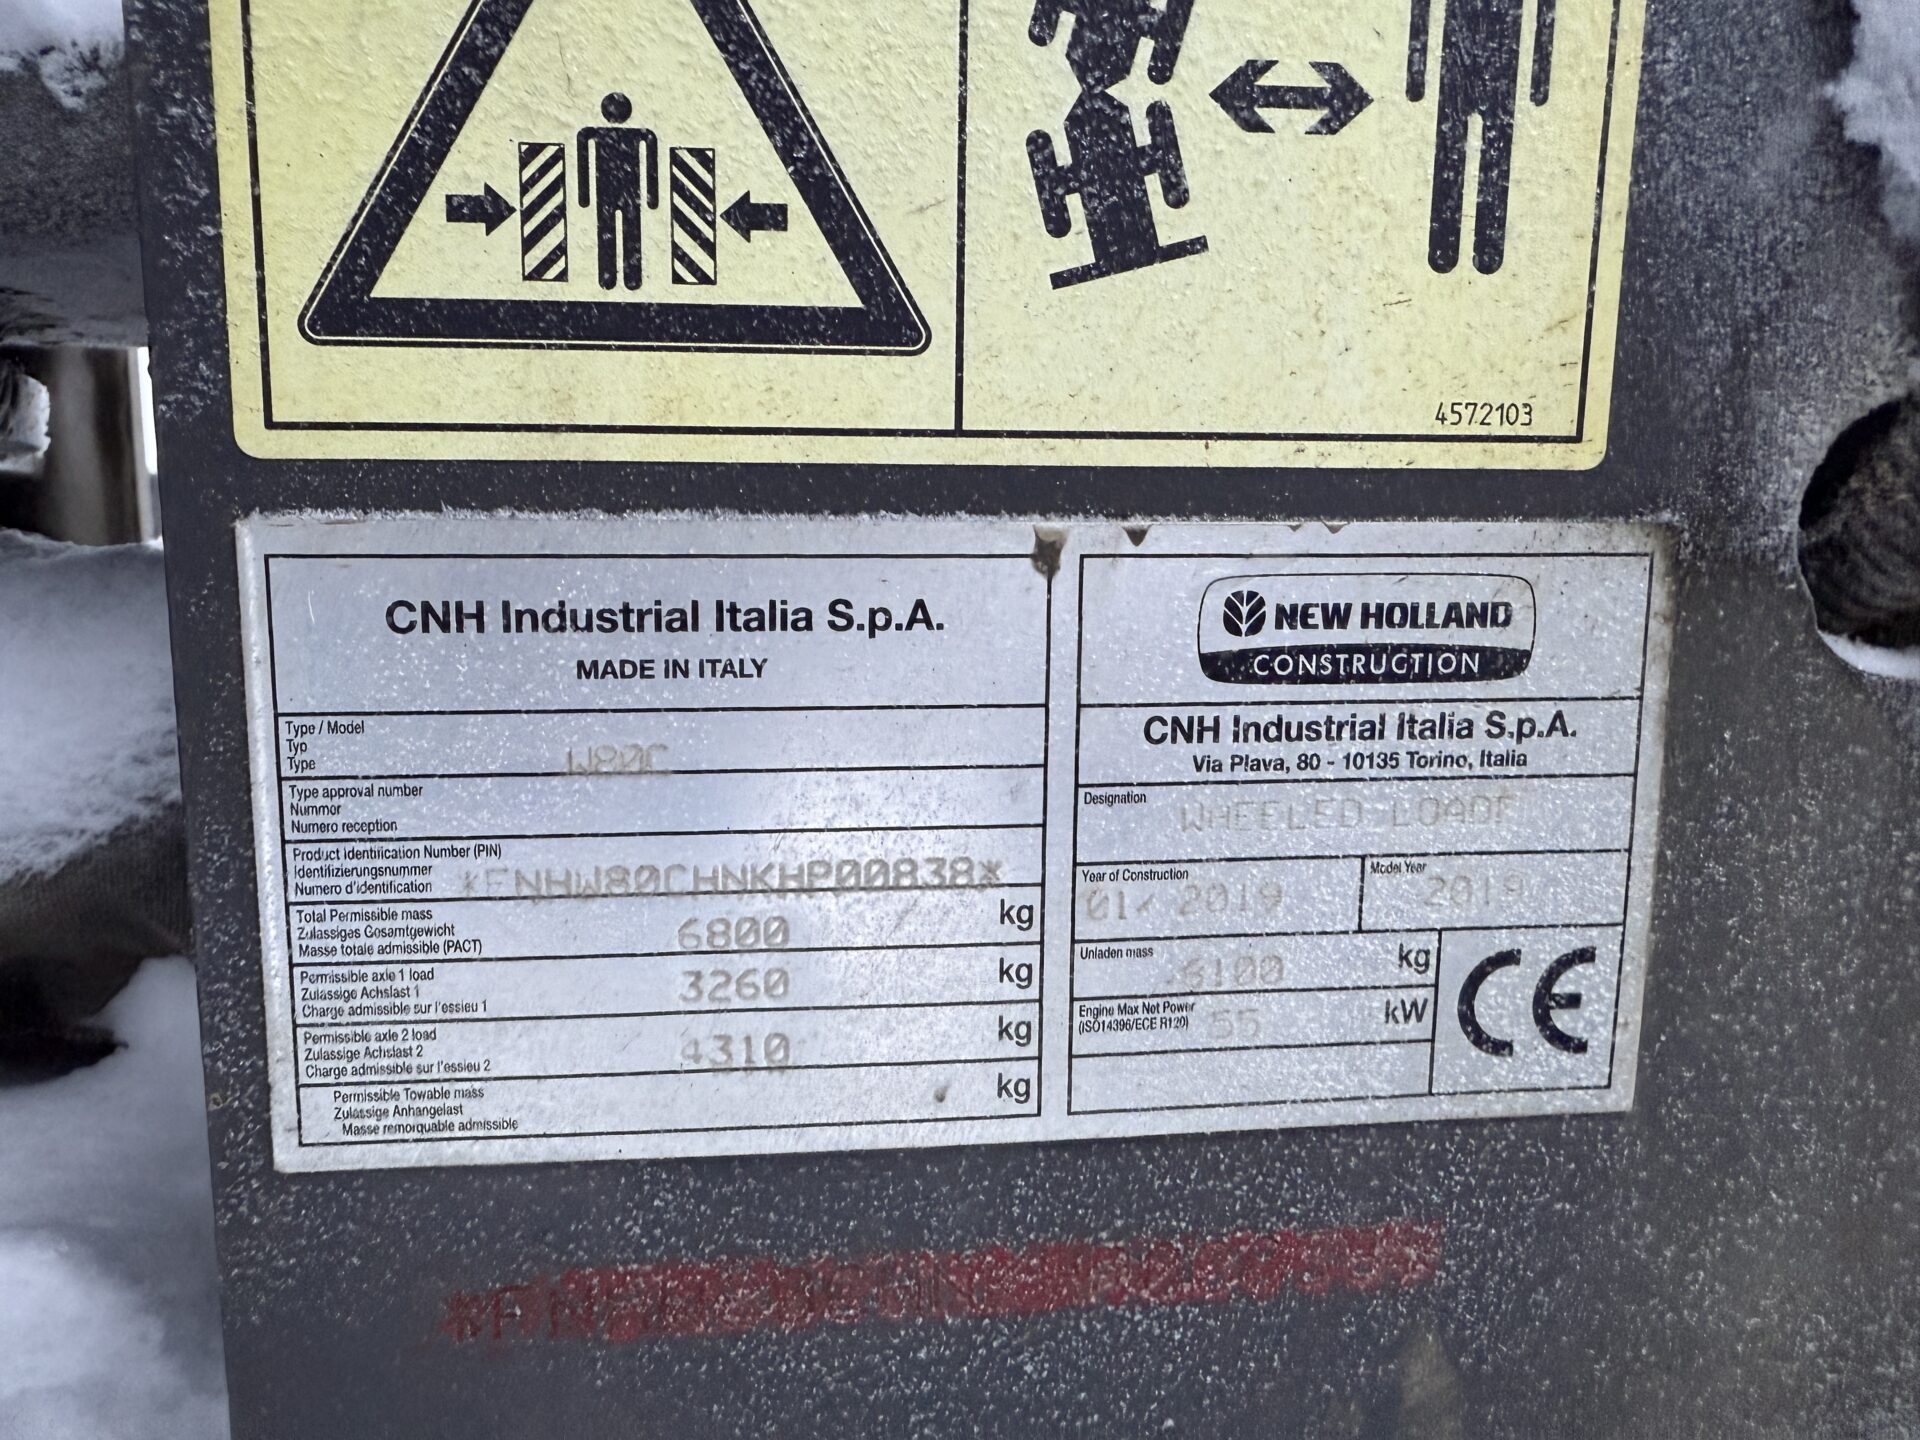 4572103
CNH Industrial Italia S.p.A.
MADE IN ITALY
Type / Model
Typ
Type
W80C
Type approval number
Nummor
Numero reception
Product Identification Number (PIN)
Identifizierungsnummer
Numero d'identification
FNHW80CHNKHP00838*
Total Permissible mass
Zulassiges Gosamtgewicht
Masse totale admissible (PACT)
6800 kg
Permissible axle 1 load
Zulassige Achslast 1
Charge admissible sur l'essieu 1
3260 kg
Permissible axle 2 load
Zulassige Achslast 2
Charge admissible sur l'essieu 2
4310 kg
Permissible Towable mass
Zulassige Anhangelast
Masse remorquable admissible
kg
NEW HOLLAND
CONSTRUCTION
CNH Industrial Italia S.p.A.
Via Plava, 80 - 10135 Torino, Italia
Designation
WHEELED LOADE
Year of Construction
01/ 2019
Model Year
2019
Unladen mass
6100 kg
Engine Max Net Power
(ISO14396/ECE R120)
55 kW
CE